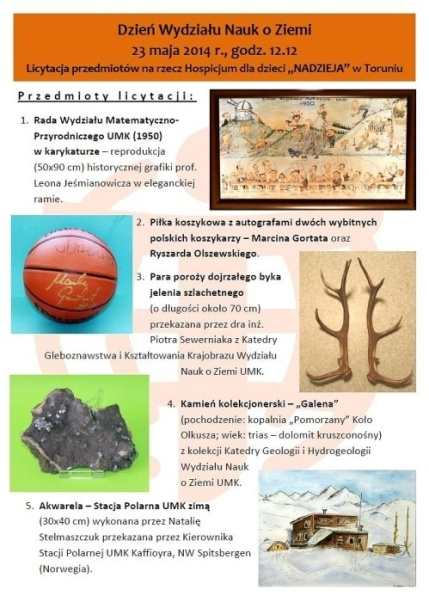 Dzień Wydziału Nauk o Ziemi
23 maja 2014 r., godz. 12.12
Licytacja przedmiotów na rzecz Hospicjum dla dzieci „NADZIEJA" w Toruniu
Przedmioty licytacji:
1. Rada Wydziału Matematyczno-
Przyrodniczego UMK (1950)
w karykaturze – reprodukcja
(50x90 cm) historycznej grafiki prof.
Leona Jeśmianowicza w eleganckiej
ramie.
1950
2. Piłka koszykowa z autografami dwóch wybitnych
polskich koszykarzy – Marcina Gortata oraz
Ryszarda Olszewskiego.
3. Para poroży dojrzałego byka
jelenia szlachetnego
(o długości około 70 cm)
przekazana przez dra inż.
Piotra Sewerniaka z Katedry
Gleboznawstwa i Kształtowania Krajobrazu Wydziału
Nauk o Ziemi UMK.
4. Kamień kolekcjonerski – „Galena"
(pochodzenie: kopalnia „Pomorzany" Koło
Olkusza; wiek: trias – dolomit kruszconośny)
z kolekcji Katedry Geologii i Hydrogeologii
Wydziału Nauk
o Ziemi UMK.
5. Akwarela – Stacja Polarna UMK zimą
(30x40 cm) wykonana przez Natalię
Stelmaszczuk przekazana przez Kierownika
Stacji Polarnej UMK Kaffioyra, NW Spitsbergen
(Norwegia).